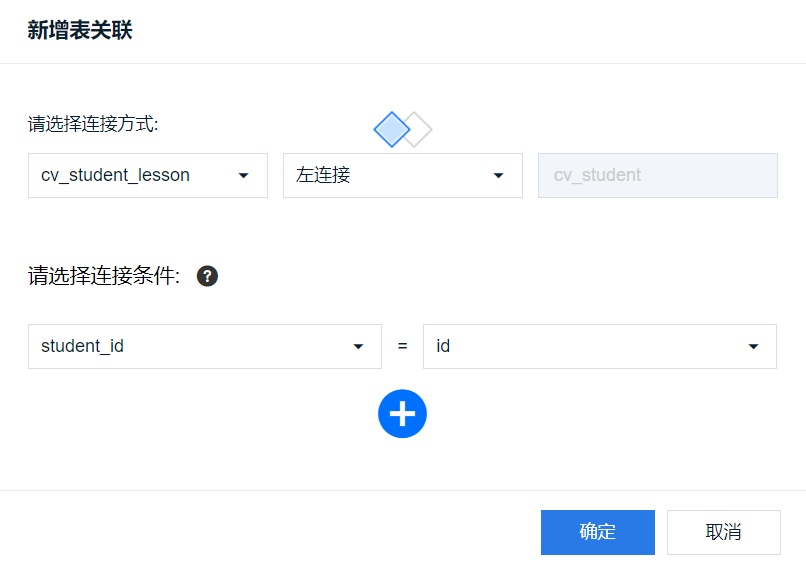 新增表关联
请选择连接方式:
cv_student_lesson 左连接 cv_student
请选择连接条件: ?
student_id = id
确定 取消